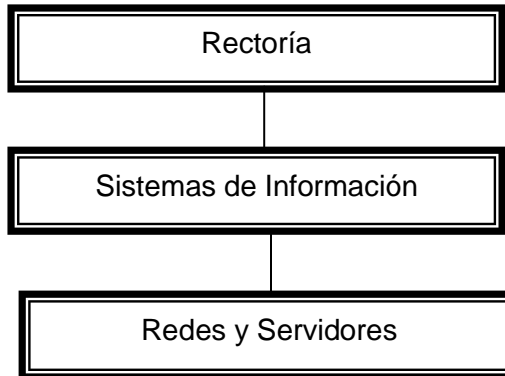 Rectoría
Sistemas de Información
Redes y Servidores